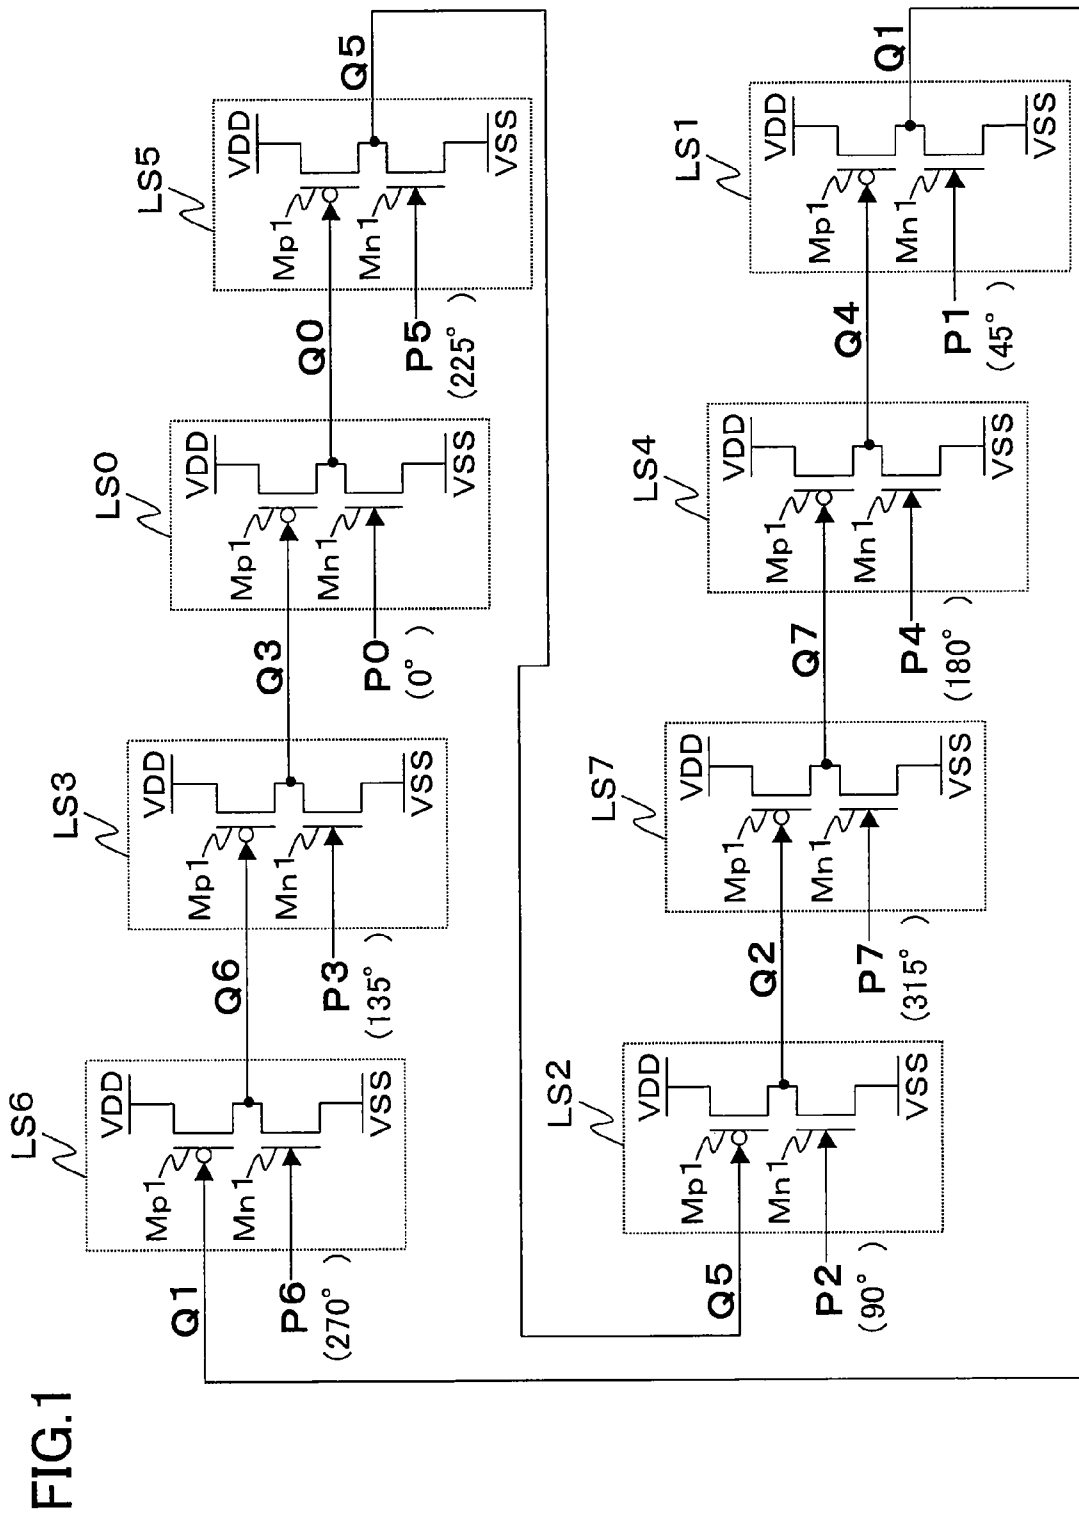 FIG.1
LS6
VDD
Mp1
Q1
Mn1
P6
(270°)
VSS
LS3
VDD
Mp1
Q6
Mn1
P3
(135°)
VSS
LS0
VDD
Mp1
Q3
Mn1
P0
(0°)
VSS
LS5
VDD
Mp1
Q0
Mn1
P5
(225°)
VSS
Q5
LS2
VDD
Mp1
Q5
Mn1
P2
(90°)
VSS
LS7
VDD
Mp1
Q2
Mn1
P7
(315°)
VSS
LS4
VDD
Mp1
Q7
Mn1
P4
(180°)
VSS
LS1
VDD
Mp1
Q4
Mn1
P1
(45°)
VSS
Q1